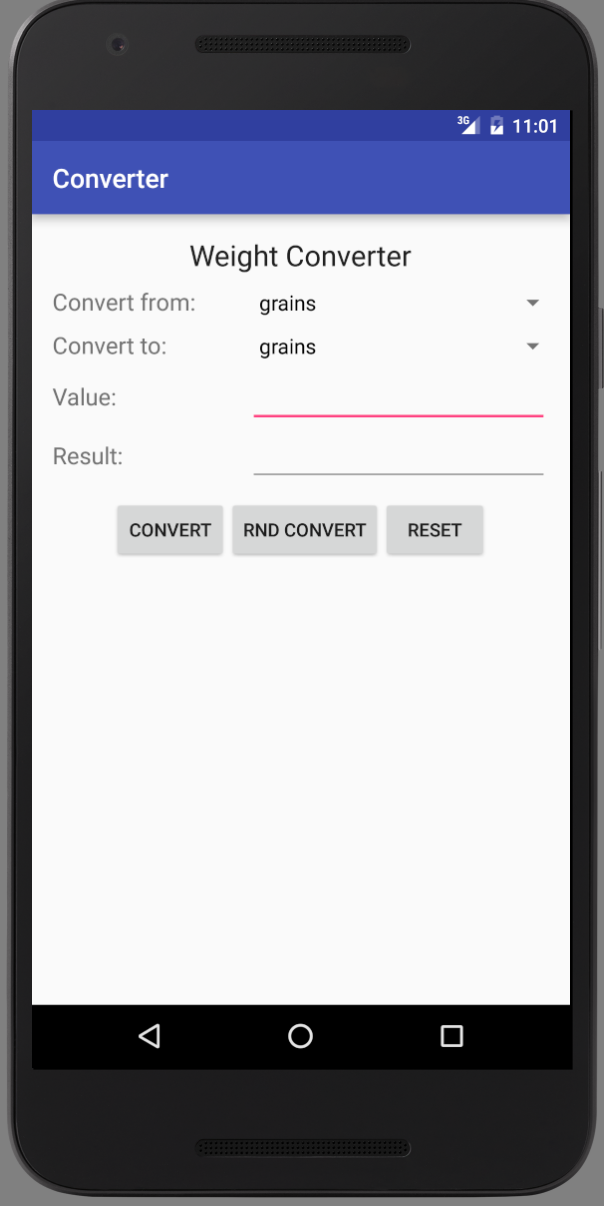 3G 11:01
Converter
Weight Converter
Convert from: grains
Convert to: grains
Value:
Result:
CONVERT RND CONVERT RESET